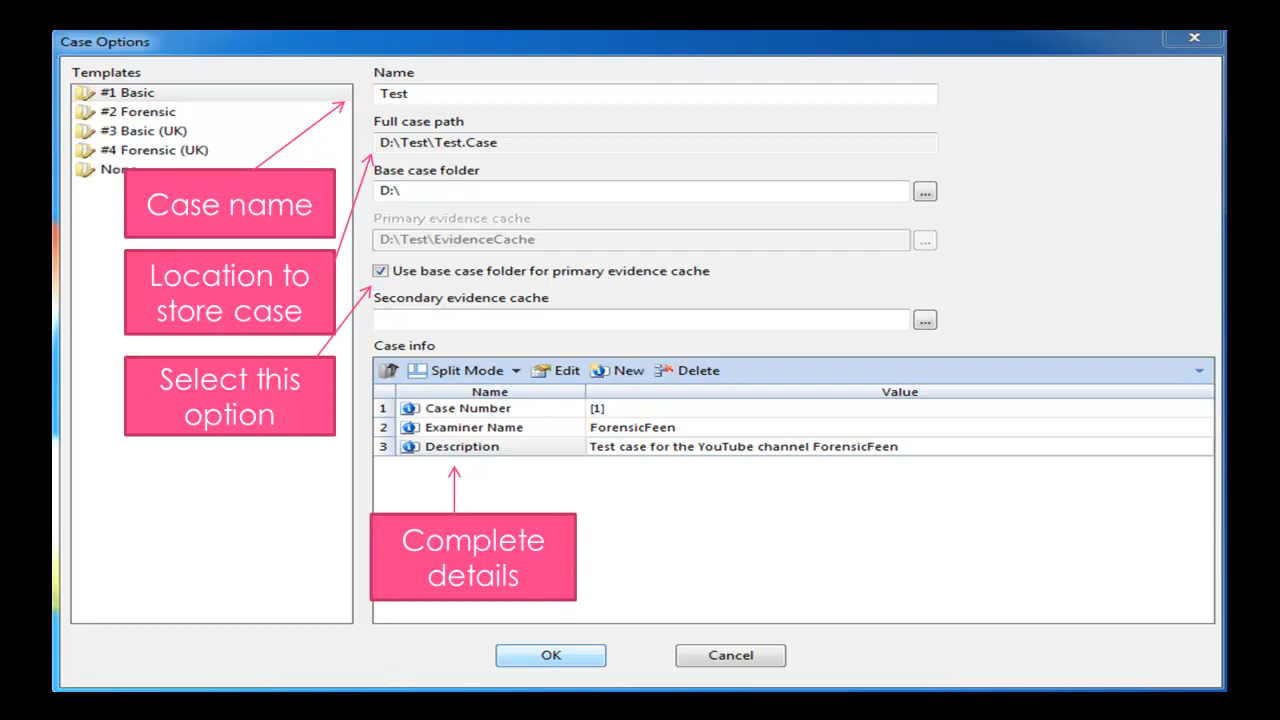 Case Options
Templates
#1 Basic
#2 Forensic
#3 Basic (UK)
#4 Forensic (UK)
Case name
Location to
store case
Select this
option
Name
Test
Full case path
D:\Test\Test.Case
Base case folder
D:\
...
Primary evidence cache
D:\Test\EvidenceCache
...
Use base case folder for primary evidence cache
Secondary evidence cache
...
Case info
Split Mode Edit New Delete
Name Value
1 Case Number [1]
2 Examiner Name ForensicFeen
3 Description Test case for the YouTube channel ForensicFeen
Complete
details
OK Cancel